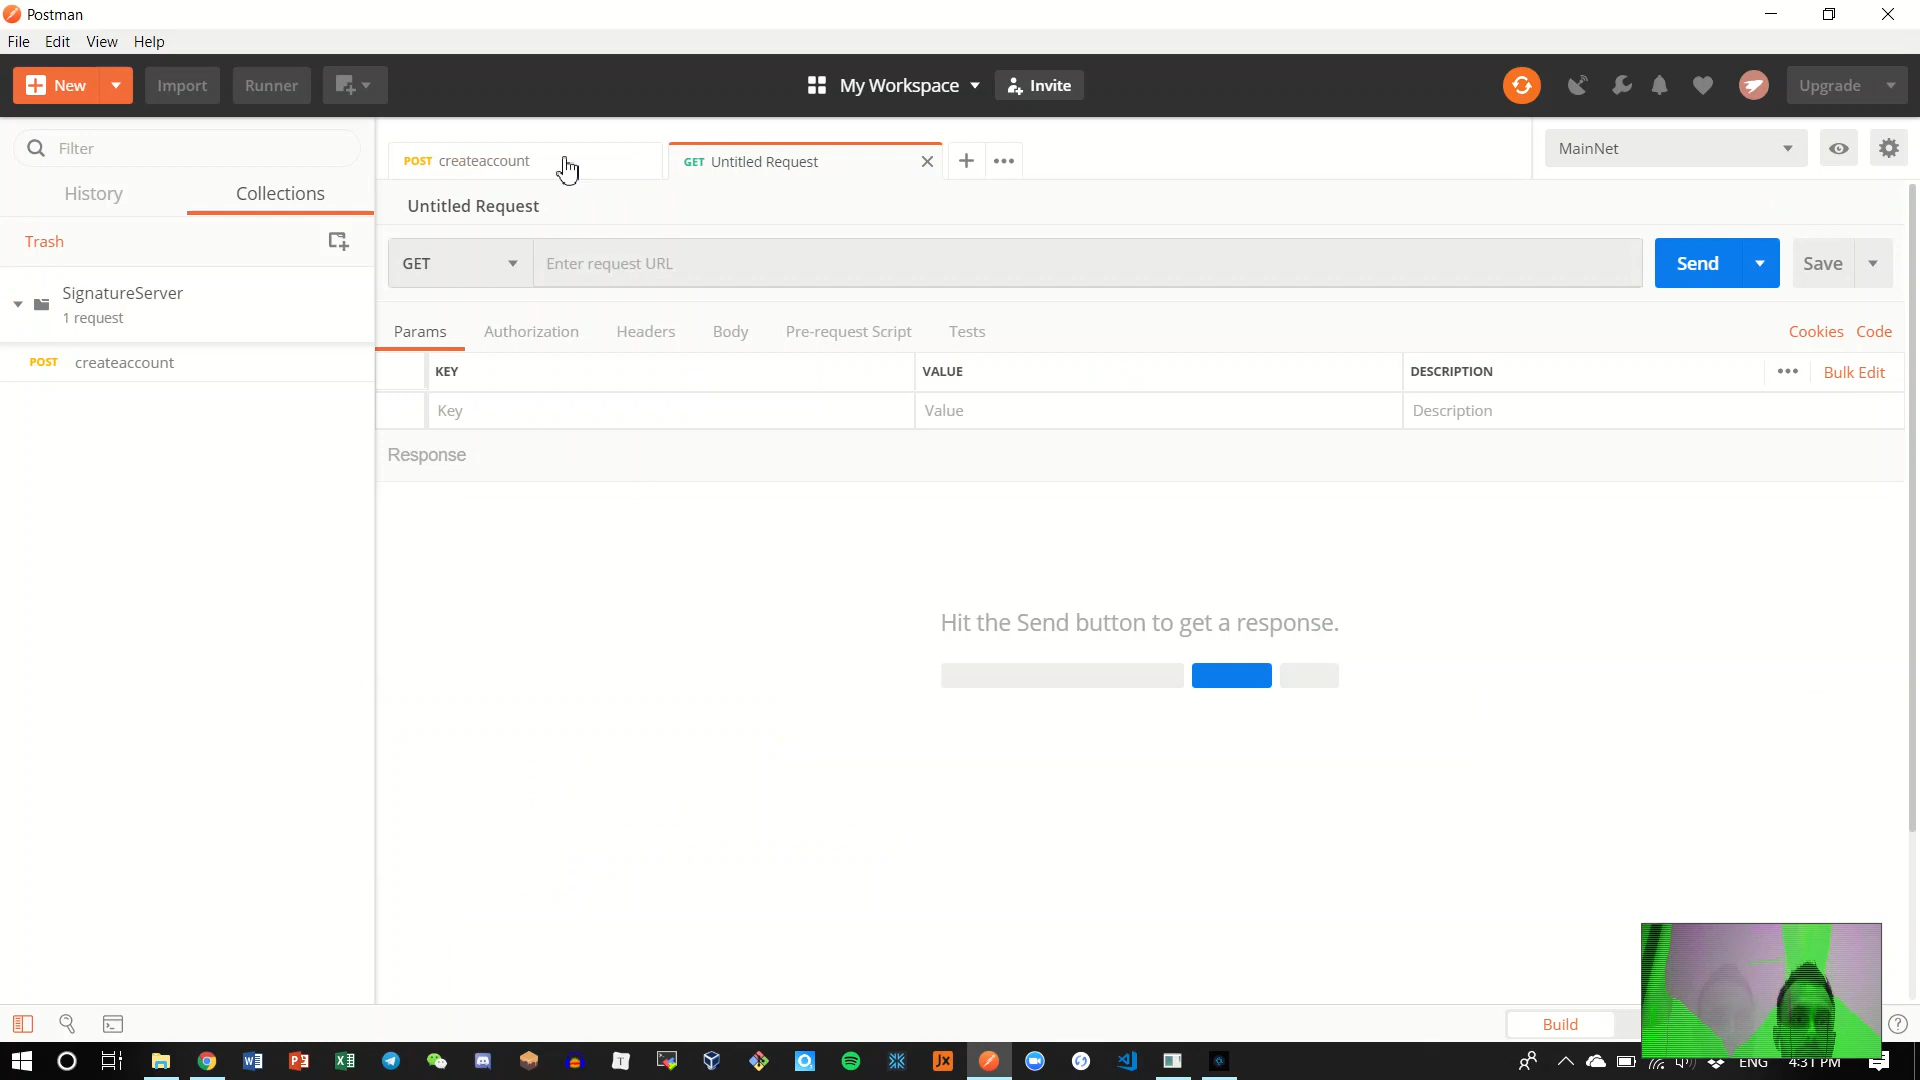 Postman
File Edit View Help
New Import Runner My Workspace Invite Upgrade
Filter
History Collections
Trash
SignatureServer
1 request
POST createaccount
POST createaccount GET Untitled Request
MainNet
Untitled Request
GET Enter request URL Send Save
Params Authorization Headers Body Pre-request Script Tests Cookies Code
KEY VALUE DESCRIPTION Bulk Edit
Key Value Description
Response
Hit the Send button to get a response.
Build
ENG 4:31 PM